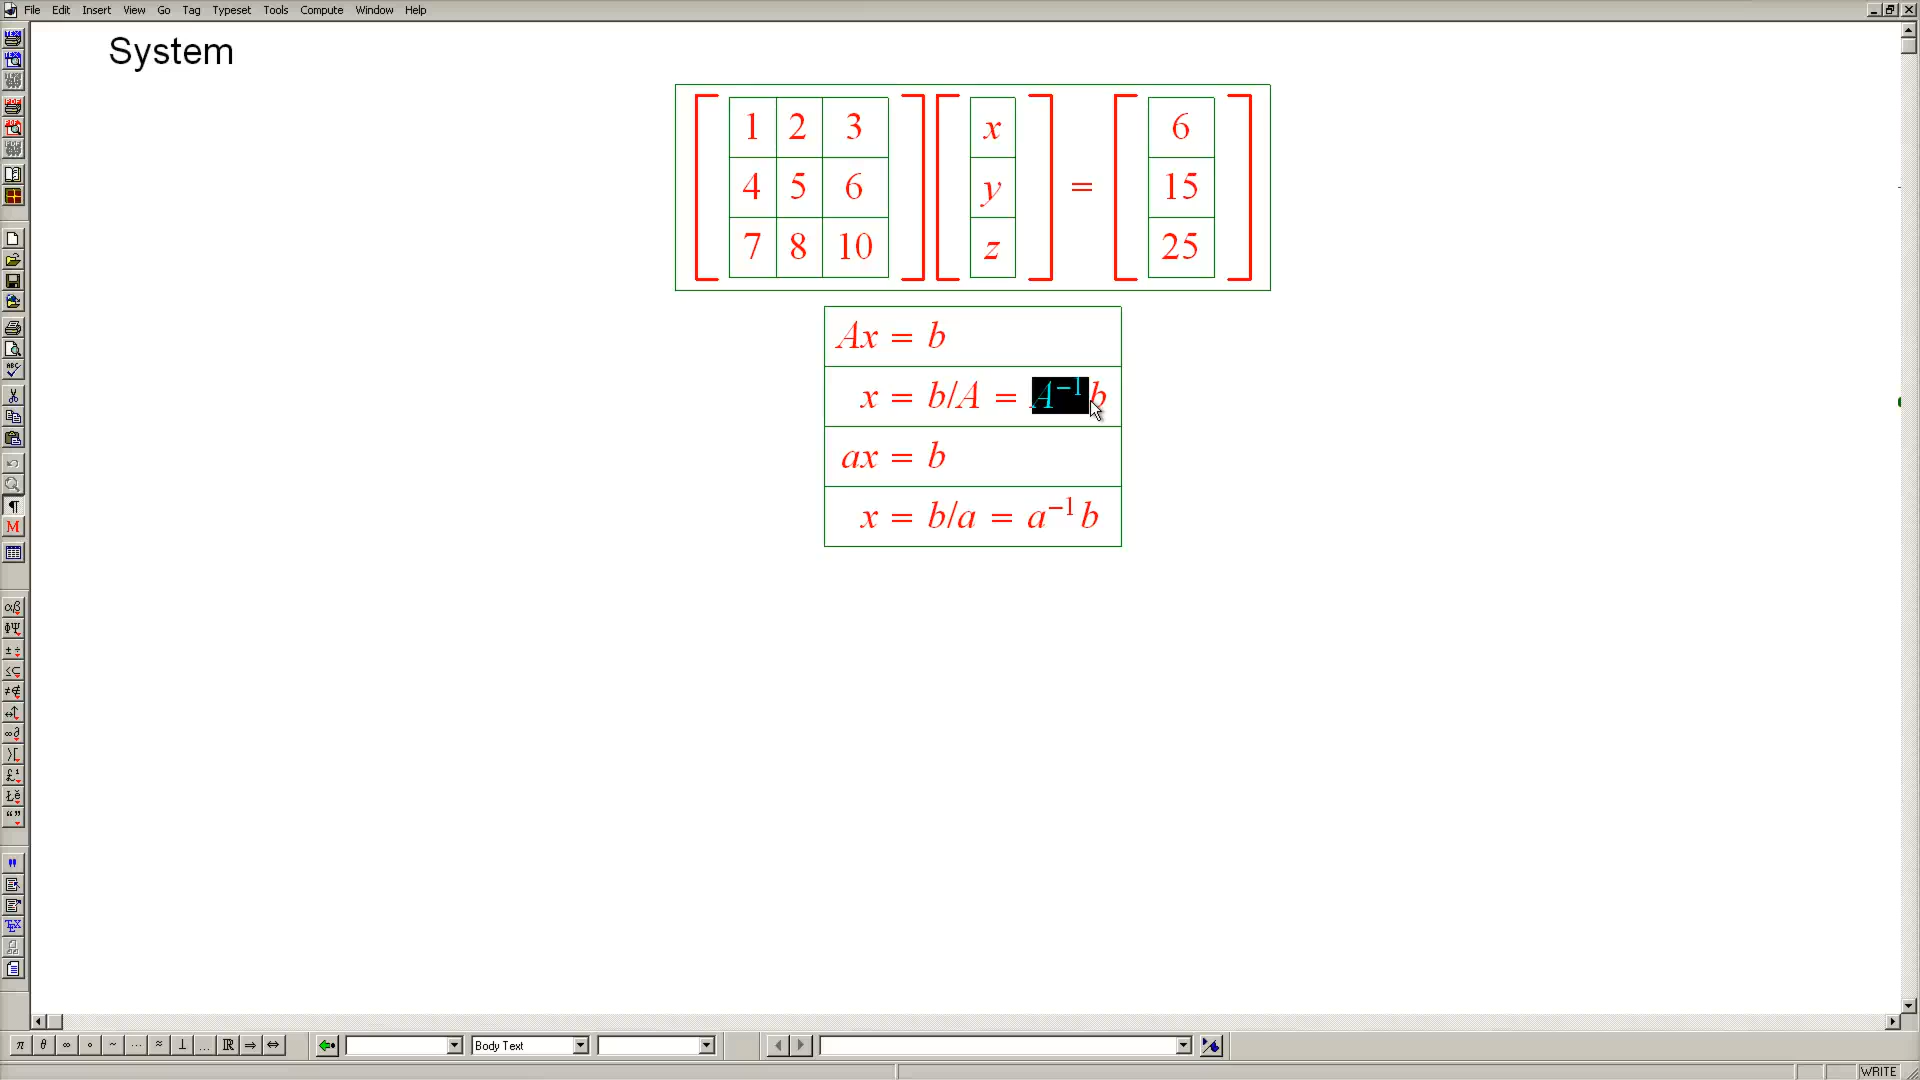 File Edit Insert View Go Tag Typeset Tools Compute Window Help
System
[1 2 3; 4 5 6; 7 8 10] [x; y; z] = [6; 15; 25]
Ax = b
x = b/A = A⁻¹b
ax = b
x = b/a = a⁻¹b
Body Text
WRITE